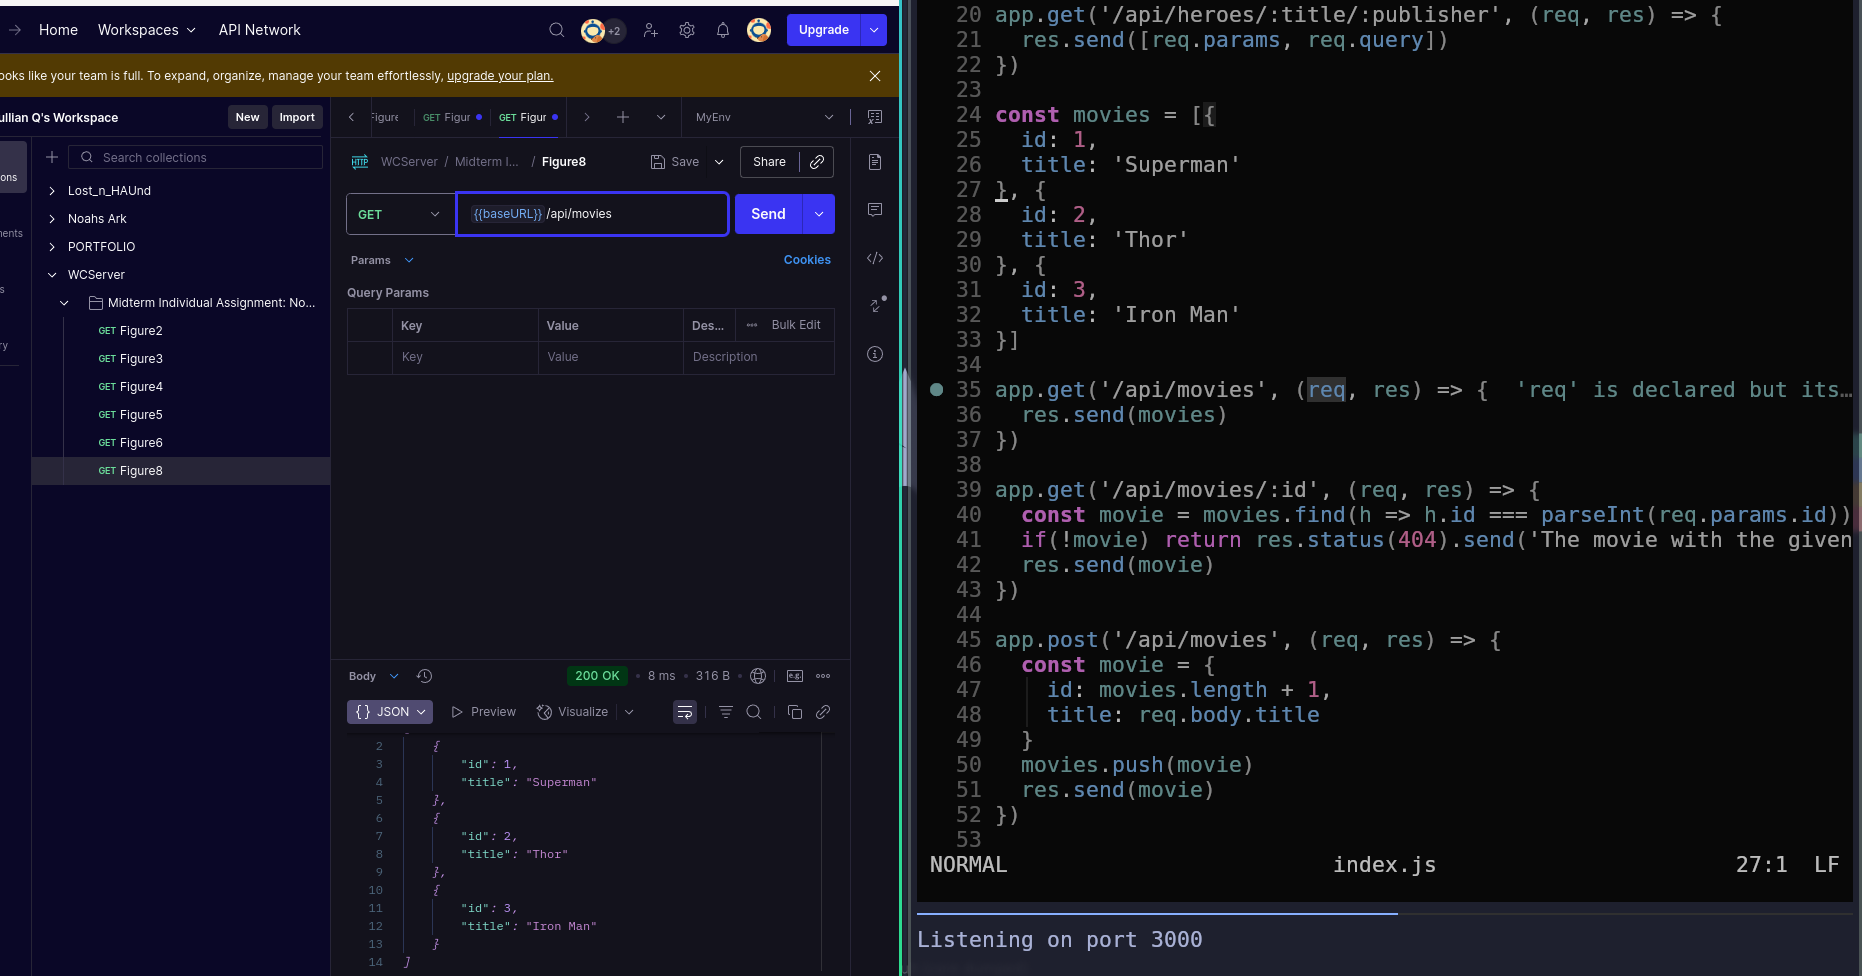 Home Workspaces API Network +2 Upgrade
ooks like your team is full. To expand, organize, manage your team effortlessly, upgrade your plan.
ullian Q's Workspace New Import
Figure GET Figur GET Figur MyEnv
Search collections
ons
ments
s
ry
Lost_n_HAUnd
Noahs Ark
PORTFOLIO
WCServer
Midterm Individual Assignment: No...
GET Figure2
GET Figure3
GET Figure4
GET Figure5
GET Figure6
GET Figure8
HTTP WCServer / Midterm I... / Figure8 Save Share
GET {{baseURL}} /api/movies Send
Params Cookies
Query Params
Key Value Des... Bulk Edit
Key Value Description
Body 200 OK 8 ms 316 B e.g.
{} JSON Preview Visualize
2 {
3 "id": 1,
4 "title": "Superman"
5 },
6 {
7 "id": 2,
8 "title": "Thor"
9 },
10 {
11 "id": 3,
12 "title": "Iron Man"
13 }
14 ]
20 app.get('/api/heroes/:title/:publisher', (req, res) => {
21 res.send([req.params, req.query])
22 })
23
24 const movies = [{
25 id: 1,
26 title: 'Superman'
27 }, {
28 id: 2,
29 title: 'Thor'
30 }, {
31 id: 3,
32 title: 'Iron Man'
33 }]
34
35 app.get('/api/movies', (req, res) => { 'req' is declared but its…
36 res.send(movies)
37 })
38
39 app.get('/api/movies/:id', (req, res) => {
40 const movie = movies.find(h => h.id === parseInt(req.params.id))
41 if(!movie) return res.status(404).send('The movie with the given
42 res.send(movie)
43 })
44
45 app.post('/api/movies', (req, res) => {
46 const movie = {
47 id: movies.length + 1,
48 title: req.body.title
49 }
50 movies.push(movie)
51 res.send(movie)
52 })
53
NORMAL index.js 27:1 LF
Listening on port 3000